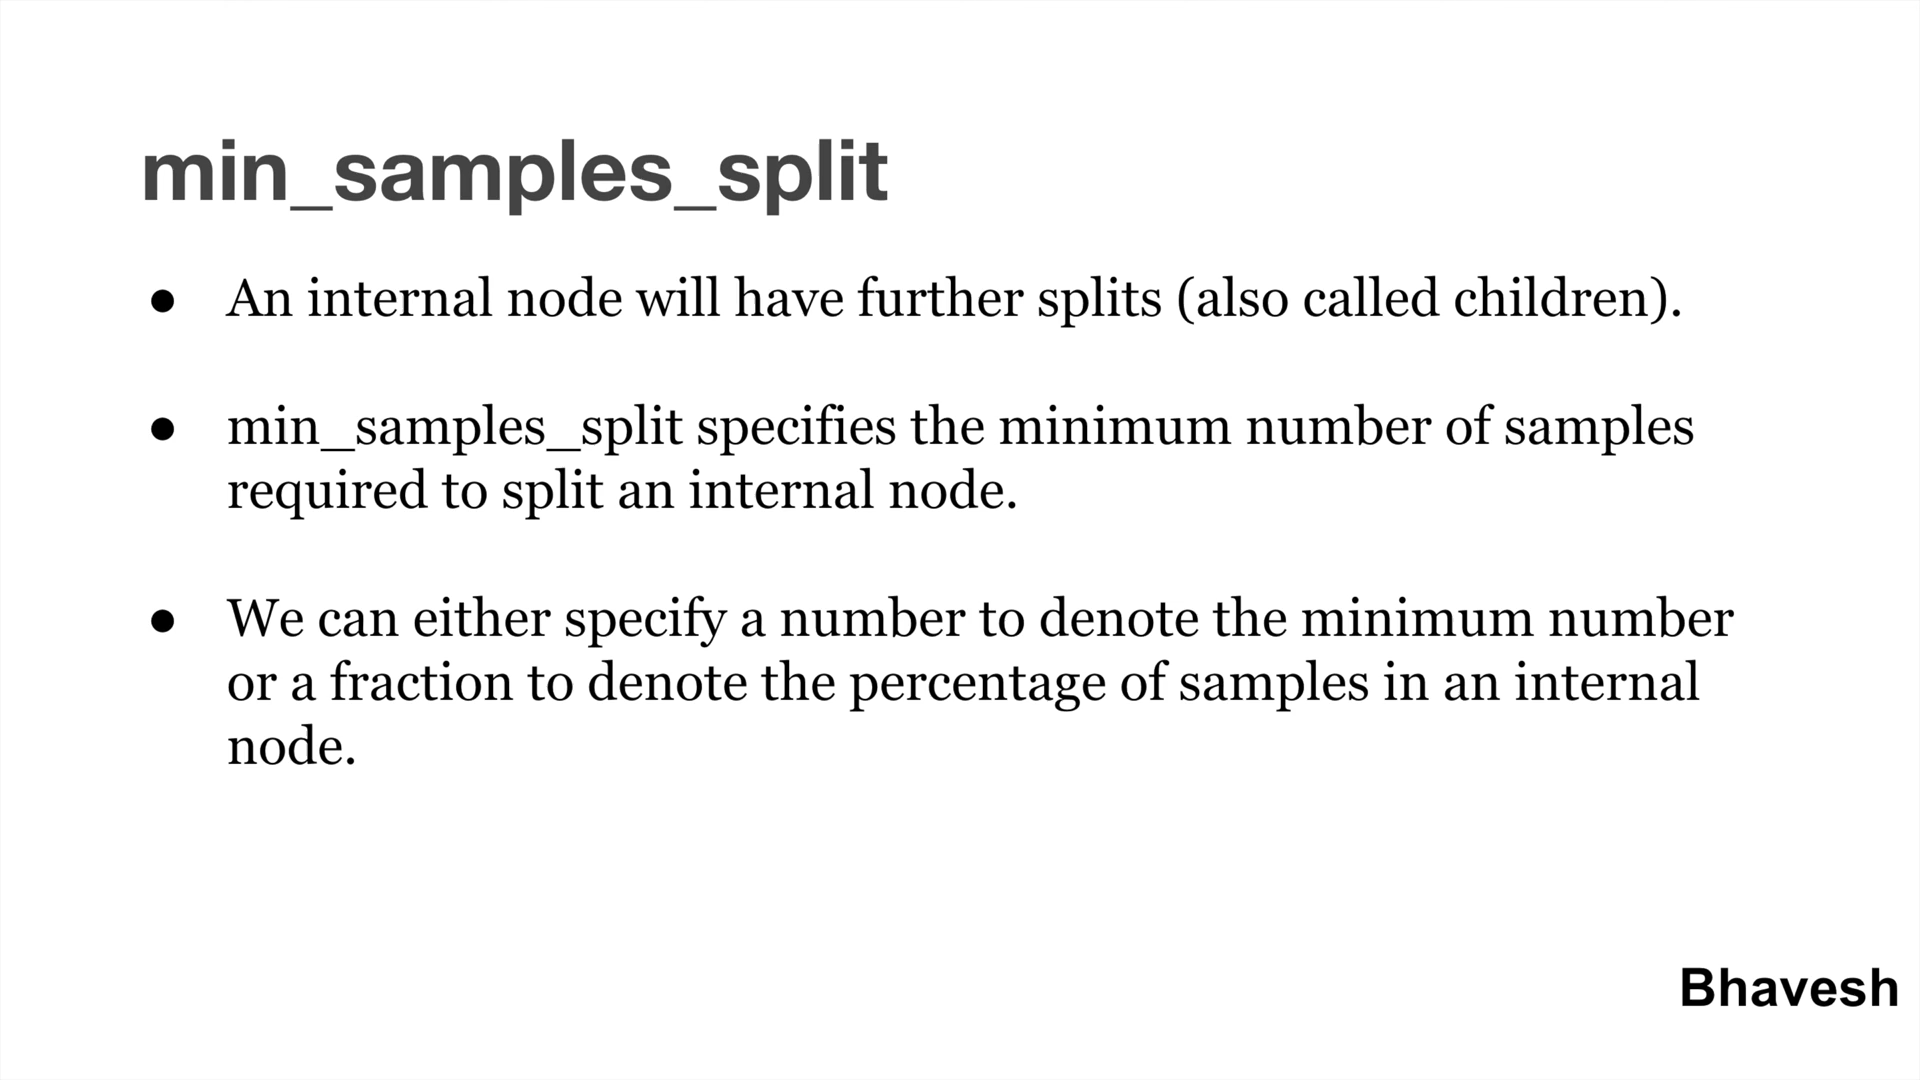 min_samples_split
● An internal node will have further splits (also called children).
● min_samples_split specifies the minimum number of samples
required to split an internal node.
● We can either specify a number to denote the minimum number
or a fraction to denote the percentage of samples in an internal
node.
Bhavesh